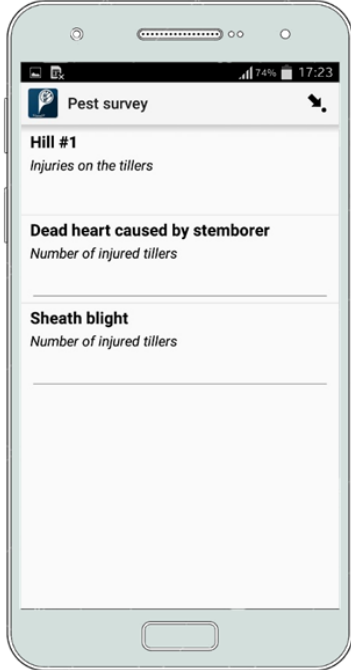 74% 17:23
Pest survey
Hill #1
Injuries on the tillers
Dead heart caused by stemborer
Number of injured tillers
Sheath blight
Number of injured tillers